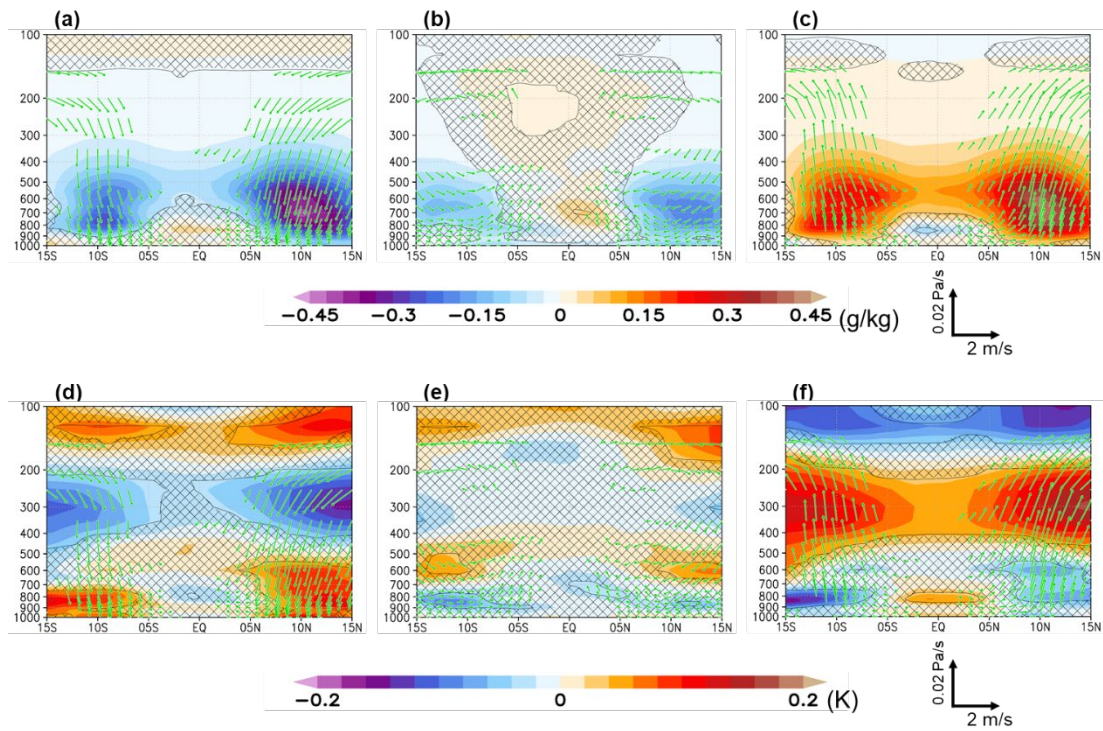 (a) (b) (c)
100 100 100
200 200 200
300 300 300
400 400 400
500 500 500
600 600 600
700 700 700
800 800 800
900 900 900
1000 1000 1000
15S 10S 05S EQ 05N 10N 15N 15S 10S 05S EQ 05N 10N 15N 15S 10S 05S EQ 05N 10N 15N
−0.45 −0.3 −0.15 0 0.15 0.3 0.45 (g/kg)
0.02 Pa/s
2 m/s
(d) (e) (f)
100 100 100
200 200 200
300 300 300
400 400 400
500 500 500
600 600 600
700 700 700
800 800 800
900 900 900
1000 1000 1000
15S 10S 05S EQ 05N 10N 15N 15S 10S 05S EQ 05N 10N 15N 15S 10S 05S EQ 05N 10N 15N
−0.2 0 0.2 (K)
0.02 Pa/s
2 m/s